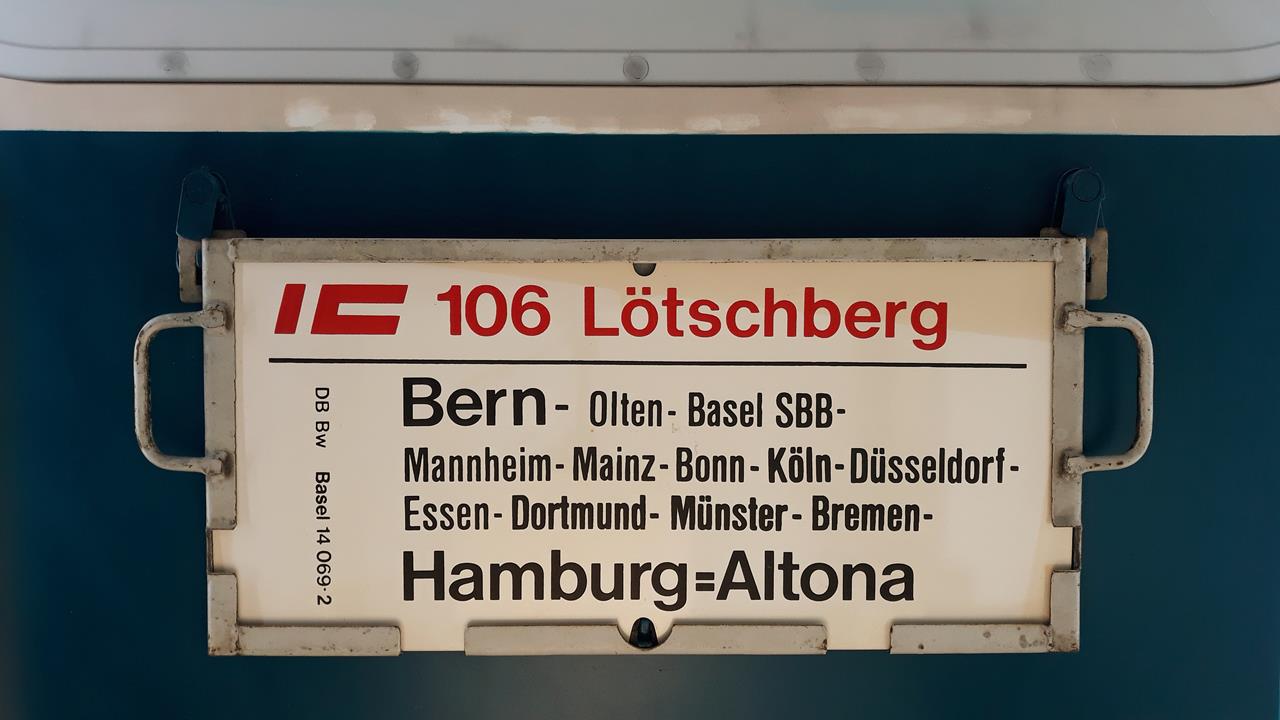 IC 106 Lötschberg
Bern- Olten- Basel SBB-
Mannheim- Mainz- Bonn- Köln- Düsseldorf-
Essen- Dortmund- Münster- Bremen-
Hamburg=Altona
DB Bw Basel 14 069·2